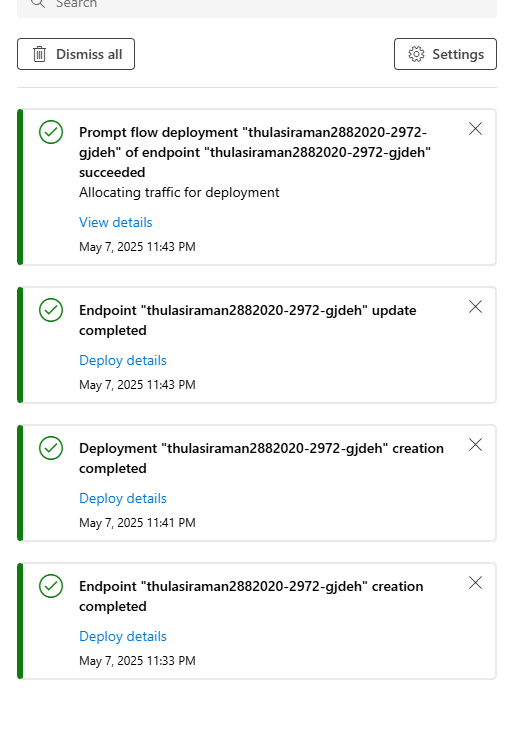 Search
Dismiss all
Settings
Prompt flow deployment "thulasiraman2882020-2972-
gjdeh" of endpoint "thulasiraman2882020-2972-gjdeh"
succeeded
Allocating traffic for deployment
View details
May 7, 2025 11:43 PM
Endpoint "thulasiraman2882020-2972-gjdeh" update
completed
Deploy details
May 7, 2025 11:43 PM
Deployment "thulasiraman2882020-2972-gjdeh" creation
completed
Deploy details
May 7, 2025 11:41 PM
Endpoint "thulasiraman2882020-2972-gjdeh" creation
completed
Deploy details
May 7, 2025 11:33 PM